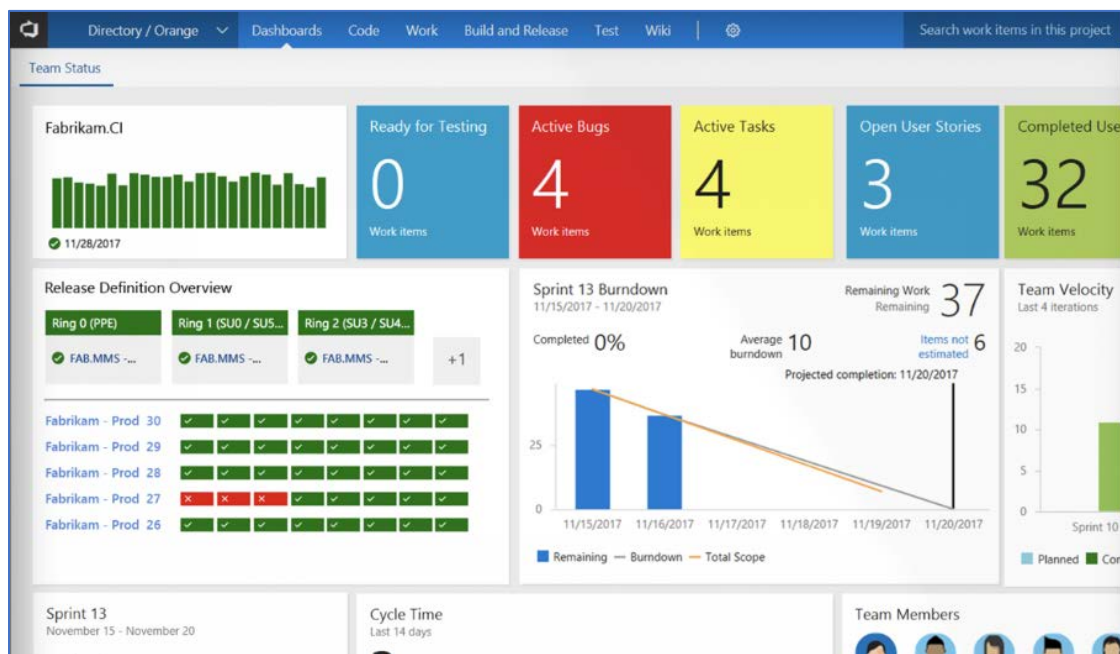 Directory / Orange
Dashboards
Code
Work
Build and Release
Test
Wiki
Search work items in this project
Team Status
Fabrikam.CI
11/28/2017
Ready for Testing
0
Work items
Active Bugs
4
Work items
Active Tasks
4
Work items
Open User Stories
3
Work items
Completed Use
32
Work items
Release Definition Overview
Ring 0 (PPE)
Ring 1 (SU0 / SU5...
Ring 2 (SU3 / SU4...
FAB.MMS -...
FAB.MMS -...
FAB.MMS -...
+1
Fabrikam - Prod 30
Fabrikam - Prod 29
Fabrikam - Prod 28
Fabrikam - Prod 27
Fabrikam - Prod 26
Sprint 13 Burndown
11/15/2017 - 11/20/2017
Remaining Work
Remaining
37
Completed 0%
Average
burndown
10
Items not
estimated
6
Projected completion: 11/20/2017
25
0
11/15/2017
11/16/2017
11/17/2017
11/18/2017
11/19/2017
11/20/2017
Remaining
Burndown
Total Scope
Team Velocity
Last 4 iterations
20
15
10
5
0
Sprint 10
Planned
Com
Sprint 13
November 15 - November 20
Cycle Time
Last 14 days
Team Members